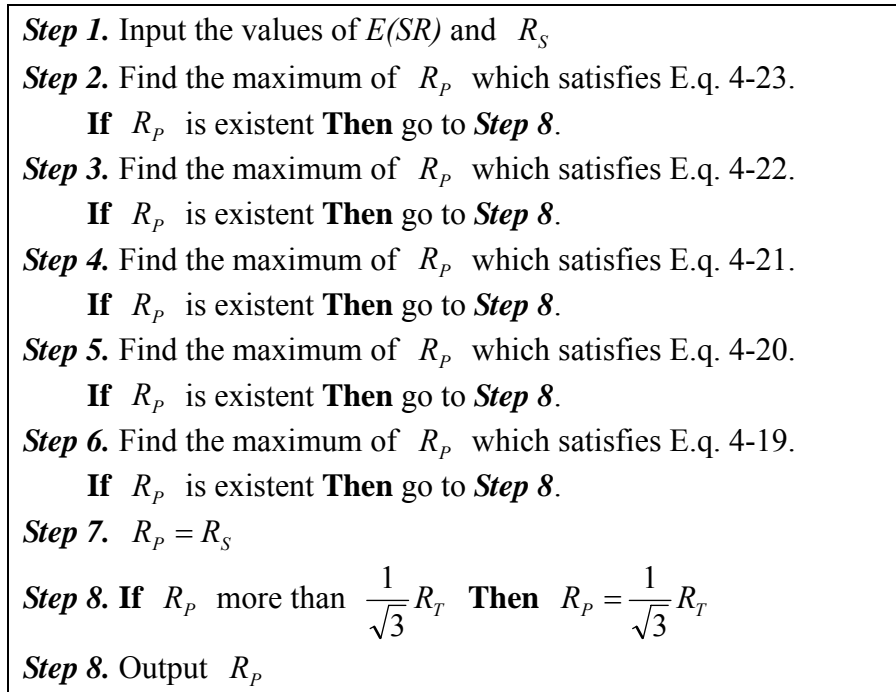 Step 1. Input the values of E(SR) and R_S
Step 2. Find the maximum of R_P which satisfies E.q. 4-23.
If R_P is existent Then go to Step 8.
Step 3. Find the maximum of R_P which satisfies E.q. 4-22.
If R_P is existent Then go to Step 8.
Step 4. Find the maximum of R_P which satisfies E.q. 4-21.
If R_P is existent Then go to Step 8.
Step 5. Find the maximum of R_P which satisfies E.q. 4-20.
If R_P is existent Then go to Step 8.
Step 6. Find the maximum of R_P which satisfies E.q. 4-19.
If R_P is existent Then go to Step 8.
Step 7. R_P = R_S
Step 8. If R_P more than 1/√3 R_T Then R_P = 1/√3 R_T
Step 8. Output R_P